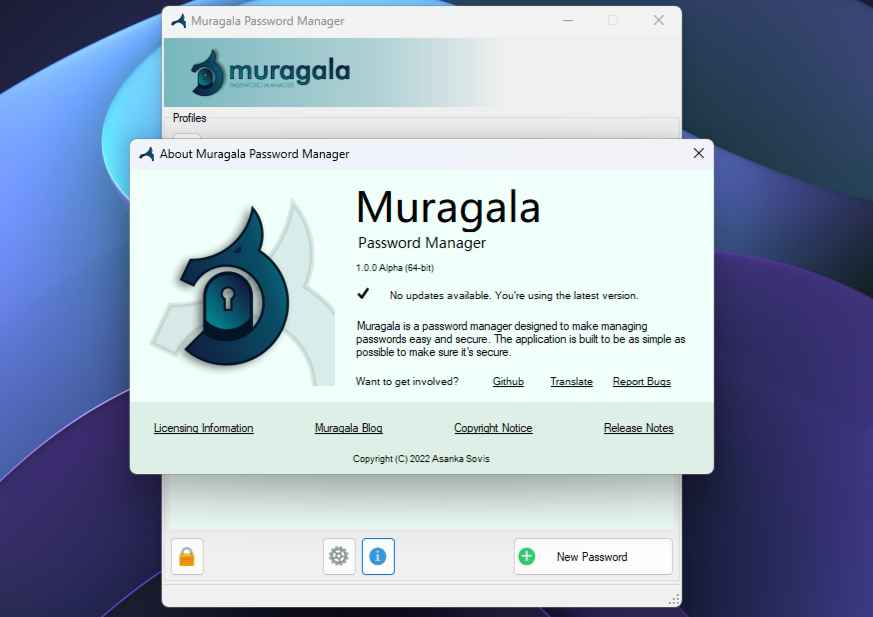 Muragala Password Manager
muragala
PASSWORD MANAGER
Profiles
About Muragala Password Manager
Muragala
Password Manager
1.0.0 Alpha (64-bit)
No updates available. You're using the latest version.
Muragala is a password manager designed to make managing
passwords easy and secure. The application is built to be as simple as
possible to make sure it's secure.
Want to get involved? Github Translate Report Bugs
Licensing Information Muragala Blog Copyright Notice Release Notes
Copyright (C) 2022 Asanka Sovis
New Password